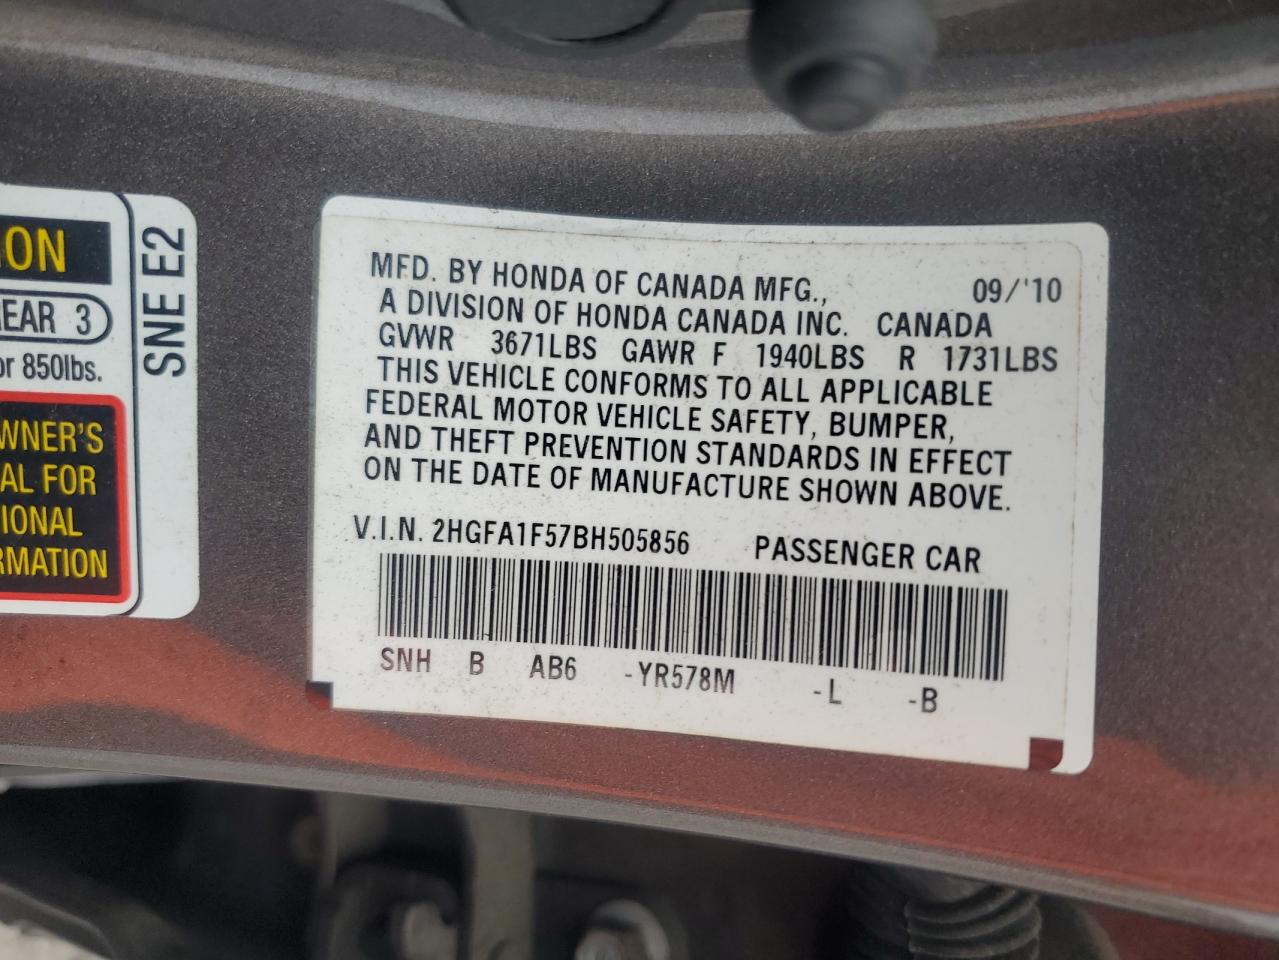 ION
REAR 3
or 850lbs.
OWNER'S
AL FOR
IONAL
RMATION
SNE E2
MFD. BY HONDA OF CANADA MFG., 09/'10
A DIVISION OF HONDA CANADA INC. CANADA
GVWR 3671LBS GAWR F 1940LBS R 1731LBS
THIS VEHICLE CONFORMS TO ALL APPLICABLE
FEDERAL MOTOR VEHICLE SAFETY, BUMPER,
AND THEFT PREVENTION STANDARDS IN EFFECT
ON THE DATE OF MANUFACTURE SHOWN ABOVE.
V.I.N. 2HGFA1F57BH505856 PASSENGER CAR
SNH B AB6 -YR578M -L -B